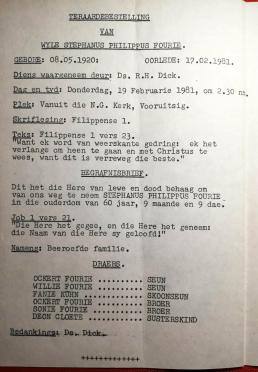 TERAARDEBESTELLING
VAN
WYLE STEPHANUS PHILIPPUS FOURIE.
GEBORE: 08.05.1920: OORLEDE: 17.02.1981.
Diens waargeneem deur: Ds. R.H. Dick.
Dag en tyd: Donderdag, 19 Februarie 1981, om 2.30 nm.
Plek: Vanuit die N.G. Kerk, Vooruitsig.
Skriflesing: Filippense 1.
Teks: Filippense 1 vers 23.
"Want ek word van weerskante gedring: ek het
verlange om heen te gaan en met Christus te
wees, want dit is verreweg die beste."
BEGRAFNISBRIEF.
Dit het die Here van lewe en dood behaag om
van ons weg te neem STEPHANUS PHILIPPUS FOURIE
in die ouderdom van 60 jaar, 9 maande en 9 dae.
Job 1 vers 21.
"Die Here het gegee, en die Here het geneem:
die Naam van die Here sy geloofd!"
Namens: Beroofde familie.
DRAERS.
OCKERT FOURIE .......... SEUN
WILLIE FOURIE .......... SEUN
FANIE KUHN ............. SKOONSEUN
OCKERT FOURIE .......... BROER
SONIE FOURIE ........... BROER
DEON CLOETE ............ SUSTERSKIND
Bedankings: Ds. Dick.
+++++++++++++